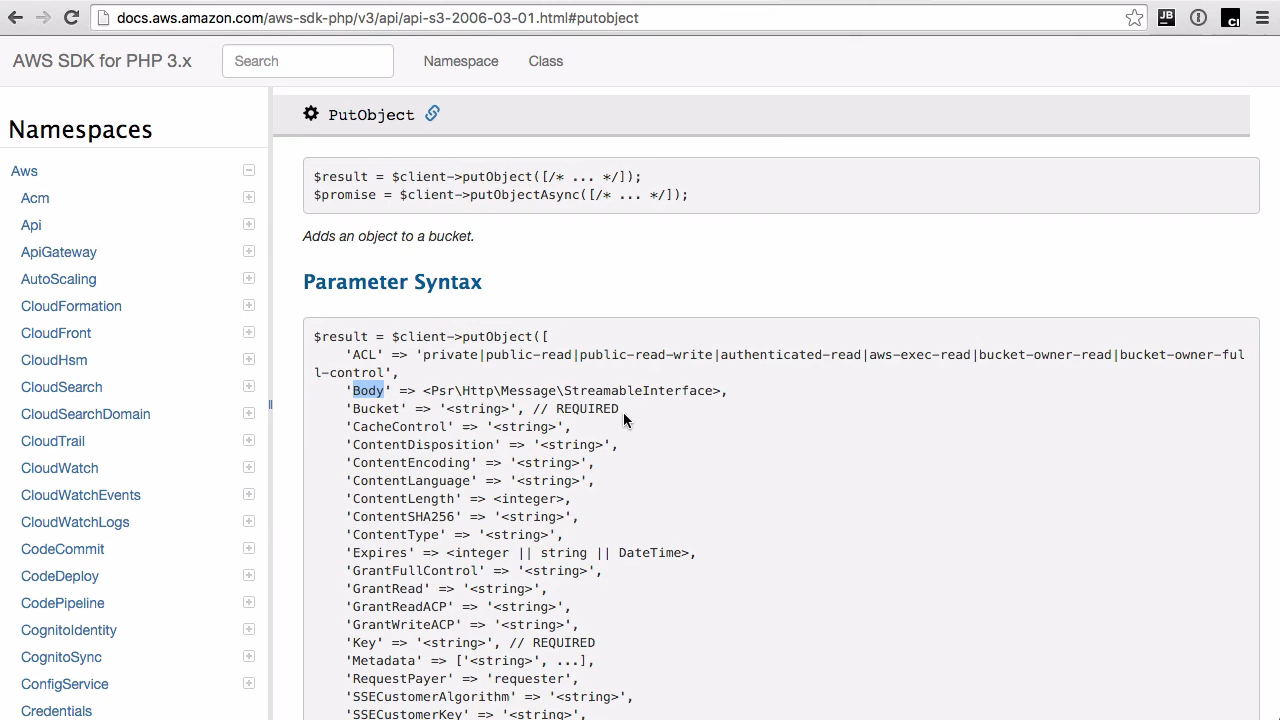 docs.aws.amazon.com/aws-sdk-php/v3/api/api-s3-2006-03-01.html#putobject
JB
CI
AWS SDK for PHP 3.x
Search
Namespace
Class
Namespaces
Aws
Acm
Api
ApiGateway
AutoScaling
CloudFormation
CloudFront
CloudHsm
CloudSearch
CloudSearchDomain
CloudTrail
CloudWatch
CloudWatchEvents
CloudWatchLogs
CodeCommit
CodeDeploy
CodePipeline
CognitoIdentity
CognitoSync
ConfigService
Credentials
PutObject
$result = $client->putObject([/* ... */]);
$promise = $client->putObjectAsync([/* ... */]);
Adds an object to a bucket.
Parameter Syntax
$result = $client->putObject([
'ACL' => 'private|public-read|public-read-write|authenticated-read|aws-exec-read|bucket-owner-read|bucket-owner-ful
l-control',
'Body' => <Psr\Http\Message\StreamableInterface>,
'Bucket' => '<string>', // REQUIRED
'CacheControl' => '<string>',
'ContentDisposition' => '<string>',
'ContentEncoding' => '<string>',
'ContentLanguage' => '<string>',
'ContentLength' => <integer>,
'ContentSHA256' => '<string>',
'ContentType' => '<string>',
'Expires' => <integer || string || DateTime>,
'GrantFullControl' => '<string>',
'GrantRead' => '<string>',
'GrantReadACP' => '<string>',
'GrantWriteACP' => '<string>',
'Key' => '<string>', // REQUIRED
'Metadata' => ['<string>', ...],
'RequestPayer' => 'requester',
'SSECustomerAlgorithm' => '<string>',
'SSECustomerKey' => '<string>',